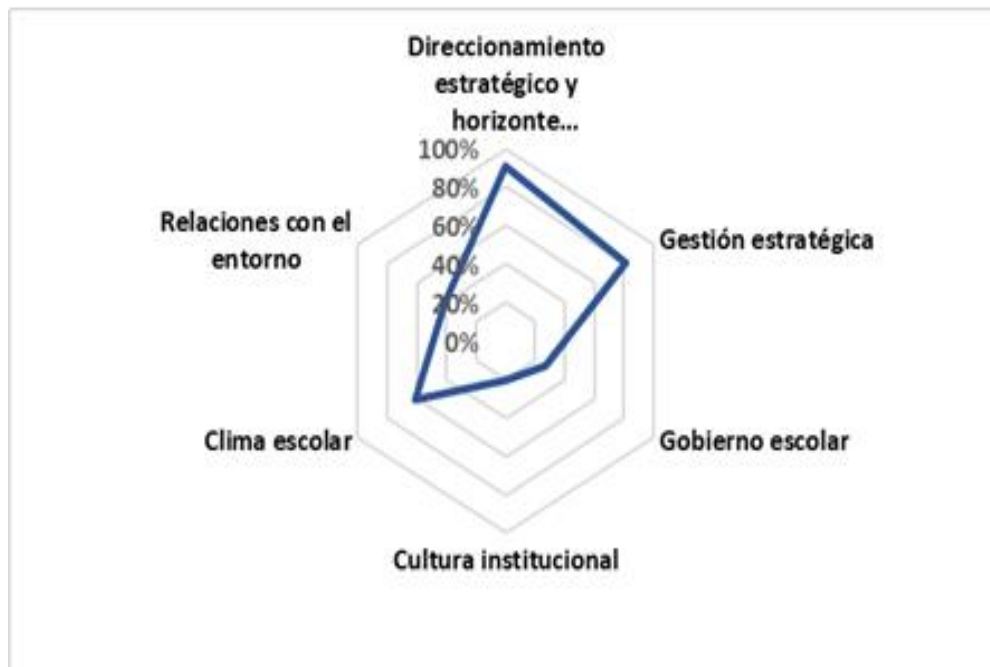 Direccionamiento
estratégico y
horizonte...
100%
80%
60%
40%
20%
0%
Relaciones con el
entorno
Gestión estratégica
Clima escolar
Gobierno escolar
Cultura institucional